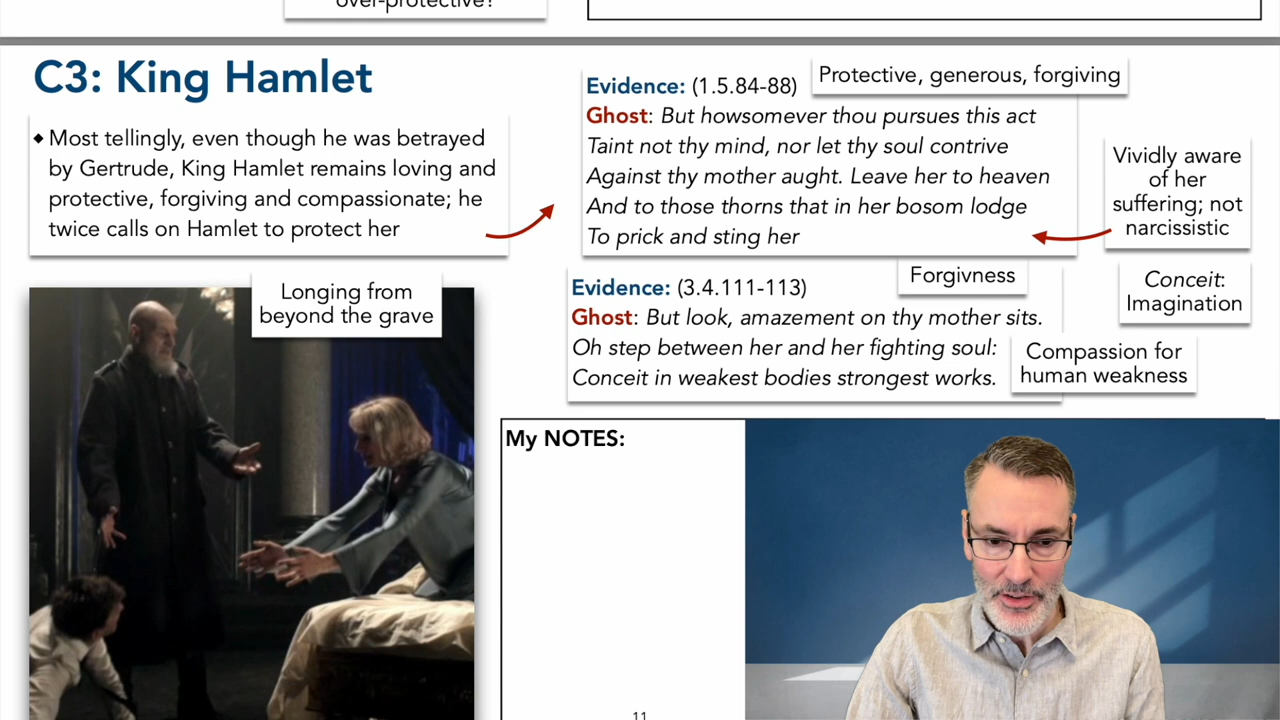 over-protective?
C3: King Hamlet
◆ Most tellingly, even though he was betrayed
by Gertrude, King Hamlet remains loving and
protective, forgiving and compassionate; he
twice calls on Hamlet to protect her
Longing from
beyond the grave
Evidence: (1.5.84-88)
Protective, generous, forgiving
Ghost: But howsomever thou pursues this act
Taint not thy mind, nor let thy soul contrive
Against thy mother aught. Leave her to heaven
And to those thorns that in her bosom lodge
To prick and sting her
Vividly aware
of her
suffering; not
narcissistic
Evidence: (3.4.111-113)
Forgivness
Ghost: But look, amazement on thy mother sits.
Oh step between her and her fighting soul:
Conceit in weakest bodies strongest works.
Conceit:
Imagination
Compassion for
human weakness
My NOTES:
11